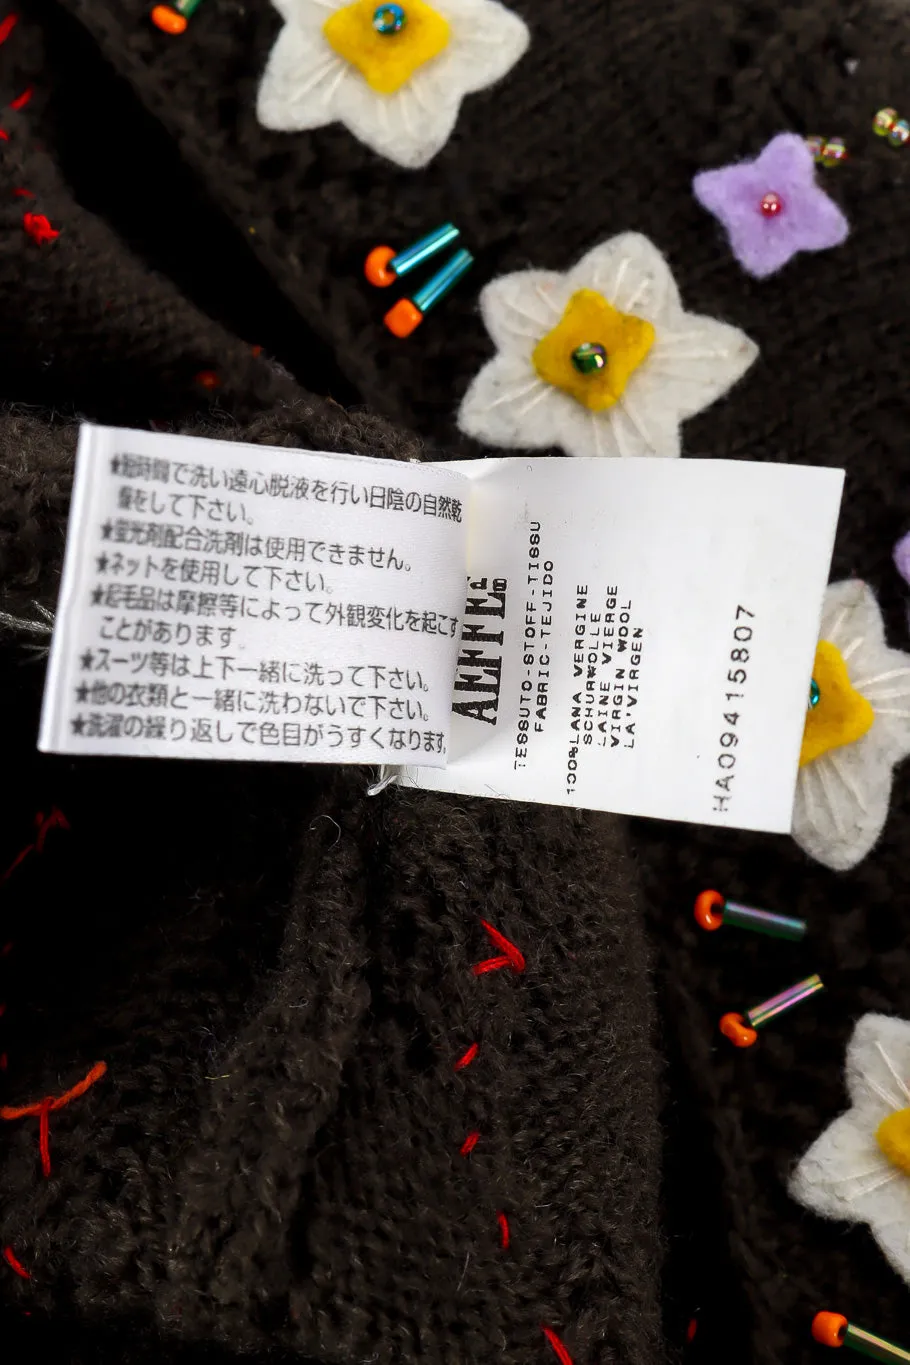 ★短時間で洗い遠心脱液を行い日陰の自然乾
燥をして下さい。
★蛍光剤配合洗剤は使用できません。
★ネットを使用して下さい。
★起毛品は摩擦等によって外観変化を起こす
ことがあります。
★スーツ等は上下一緒に洗って下さい。
★他の衣類と一緒に洗わないで下さい。
★洗濯の繰り返しで色目がうすくなります。
AEFFE
TESSUTO-STOFF-TISSU
FABRIC-TEJIDO
100%LANA VERGINE
SCHURWOLLE
LAINE VIERGE
VIRGIN WOOL
LA'VIRGEN
HA09415807